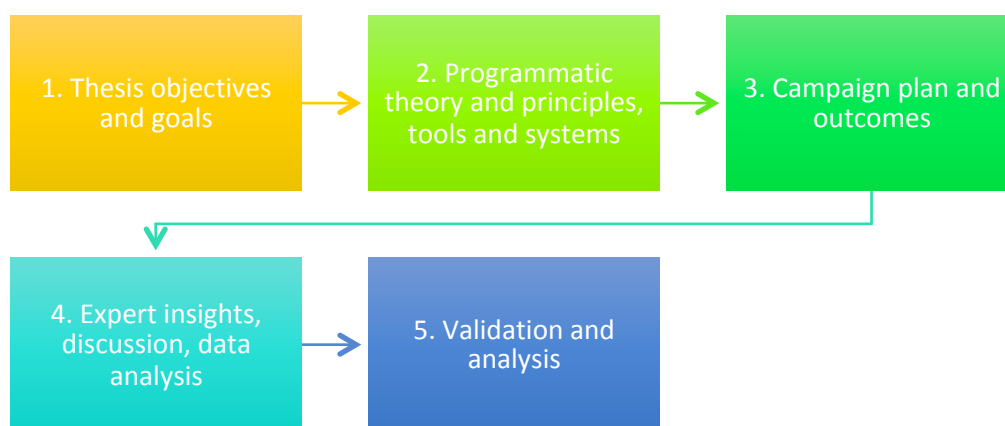 1. Thesis objectives
and goals
2. Programmatic
theory and principles,
tools and systems
3. Campaign plan and
outcomes
4. Expert insights,
discussion, data
analysis
5. Validation and
analysis